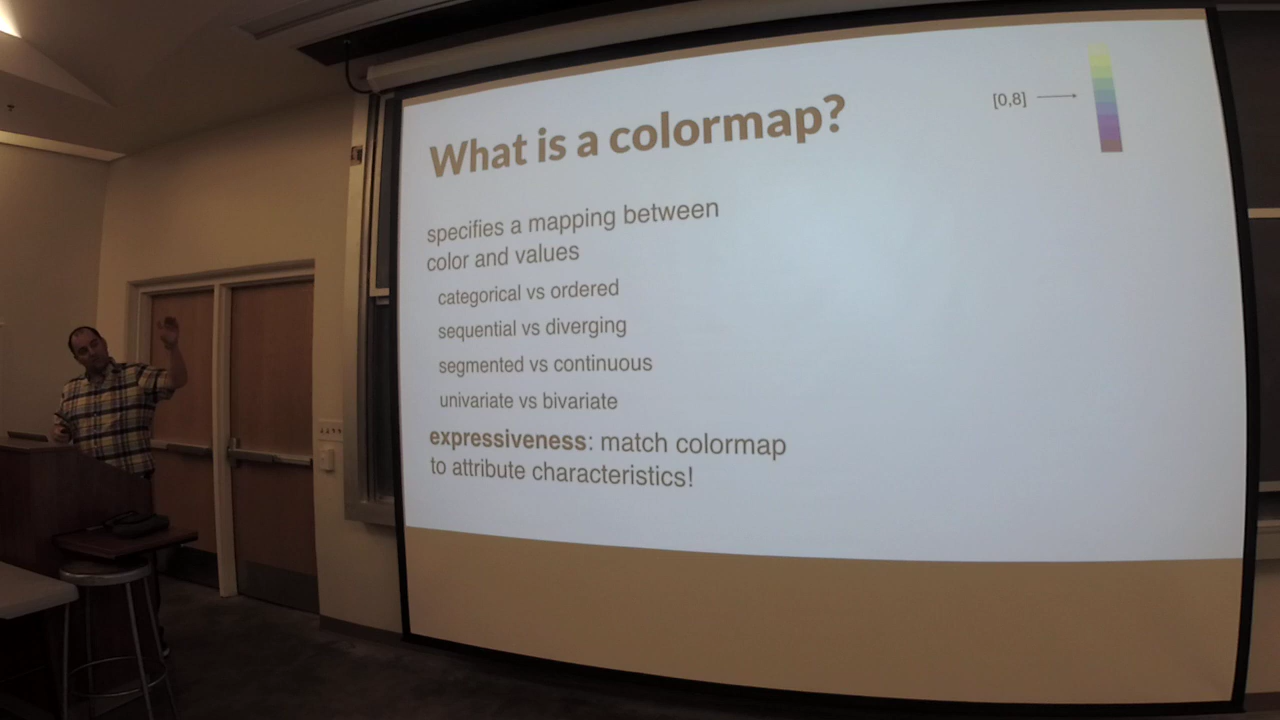 What is a colormap?
[0,8]
specifies a mapping between
color and values
categorical vs ordered
sequential vs diverging
segmented vs continuous
univariate vs bivariate
expressiveness: match colormap
to attribute characteristics!